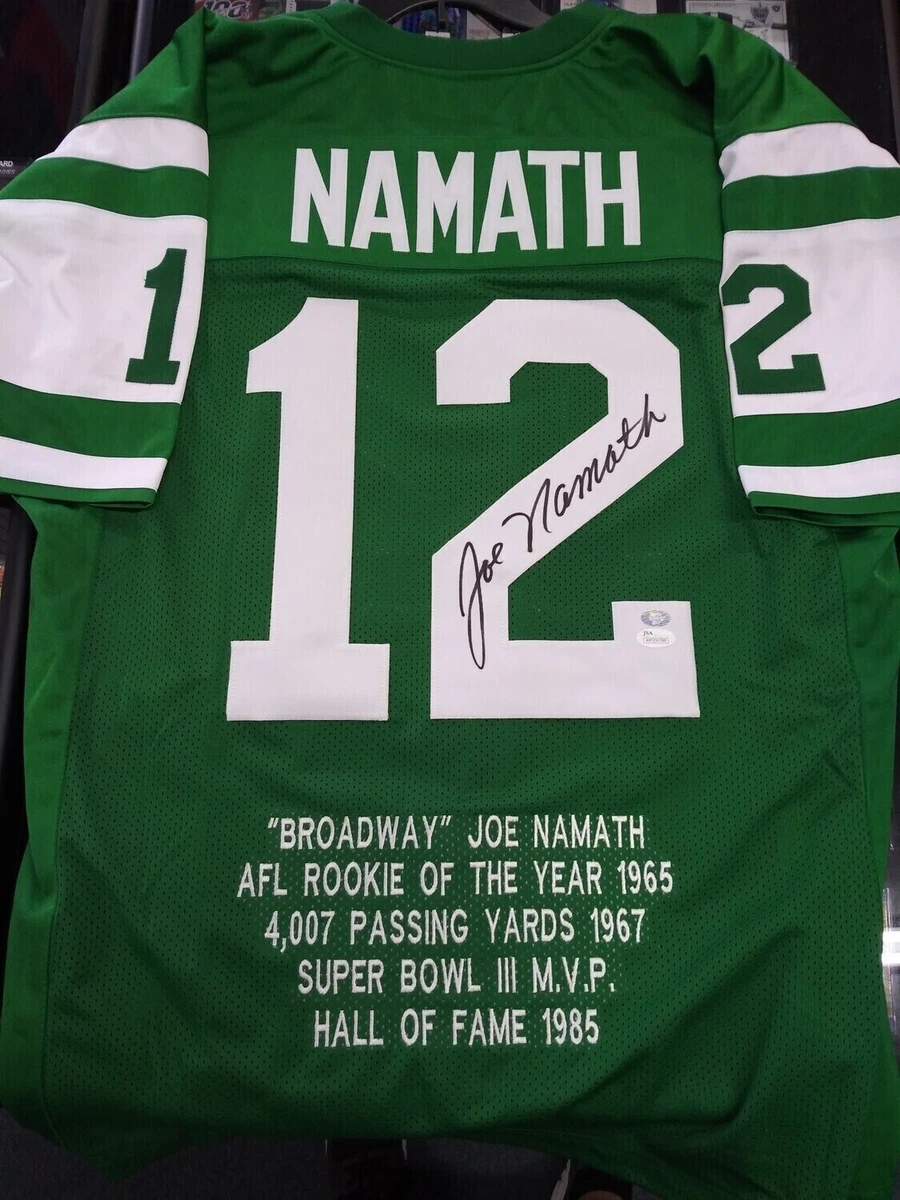 NAMATH
1
12
2
Joe Namath
JSA
"BROADWAY" JOE NAMATH
AFL ROOKIE OF THE YEAR 1965
4,007 PASSING YARDS 1967
SUPER BOWL III M.V.P.
HALL OF FAME 1985